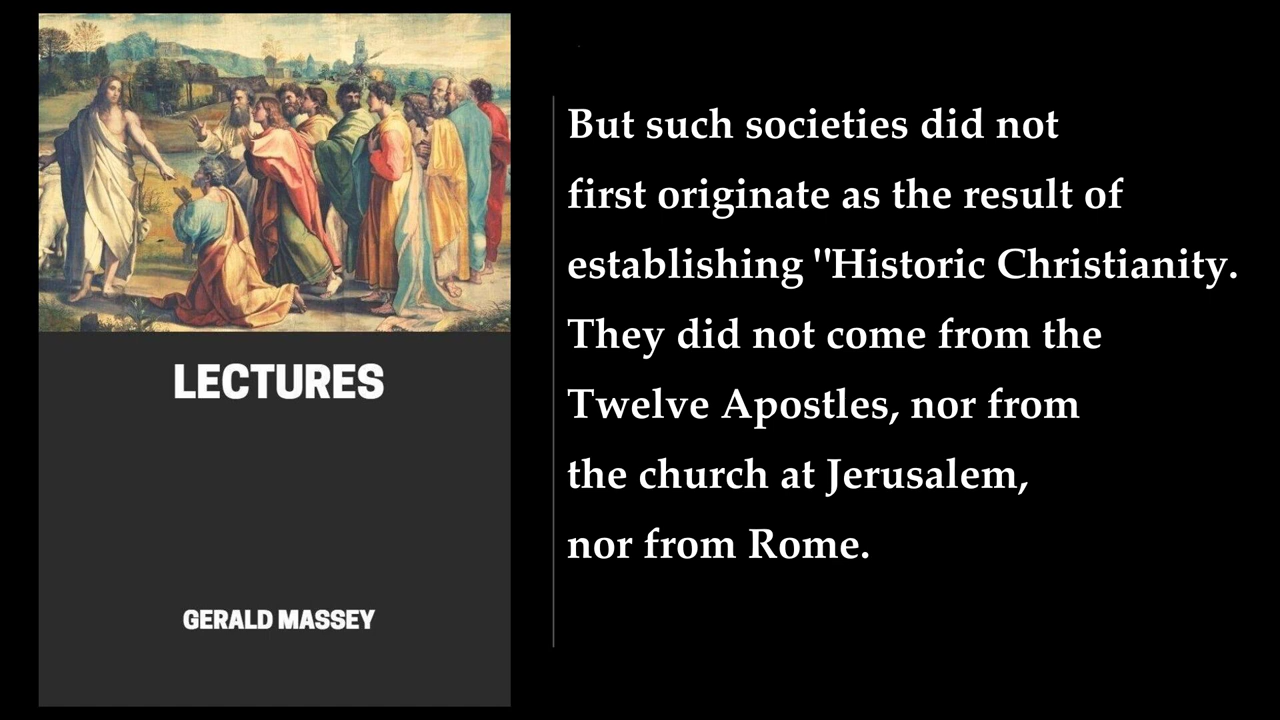 LECTURES
GERALD MASSEY
But such societies did not
first originate as the result of
establishing "Historic Christianity.
They did not come from the
Twelve Apostles, nor from
the church at Jerusalem,
nor from Rome.